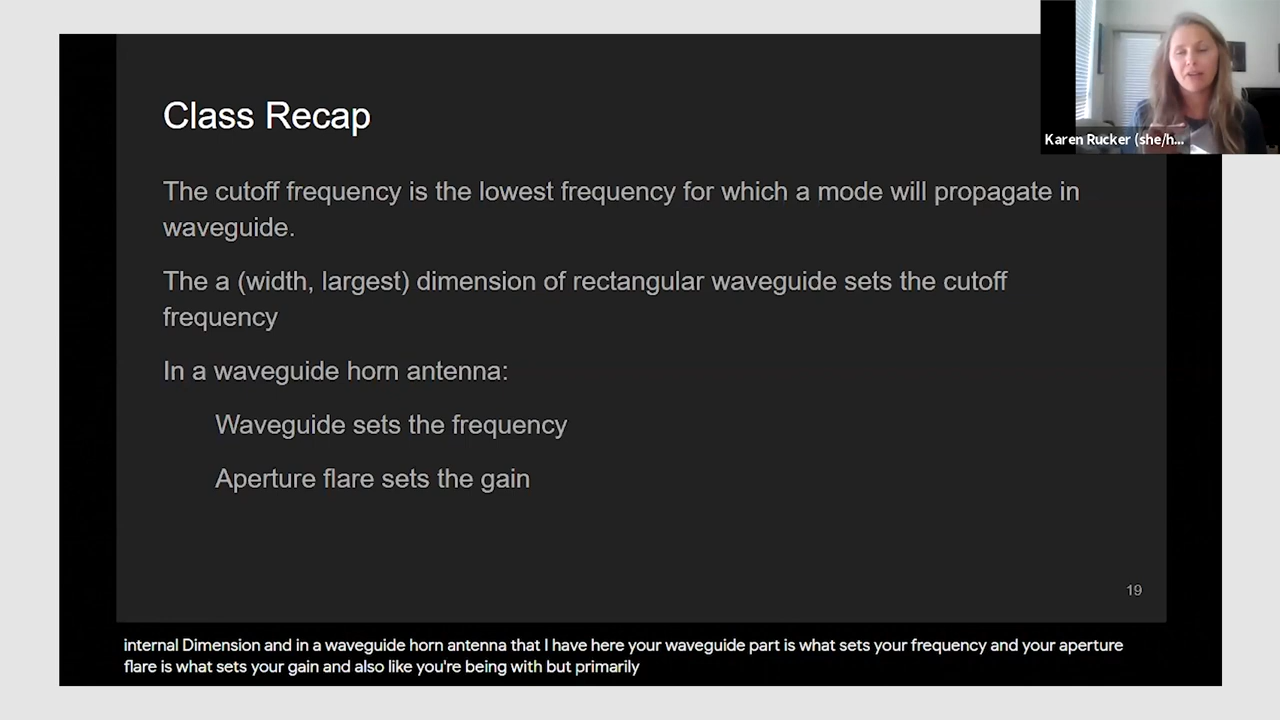 Class Recap
Karen Rucker (she/h...
The cutoff frequency is the lowest frequency for which a mode will propagate in
waveguide.
The a (width, largest) dimension of rectangular waveguide sets the cutoff
frequency
In a waveguide horn antenna:
Waveguide sets the frequency
Aperture flare sets the gain
19
internal Dimension and in a waveguide horn antenna that I have here your waveguide part is what sets your frequency and your aperture
flare is what sets your gain and also like you're being with but primarily